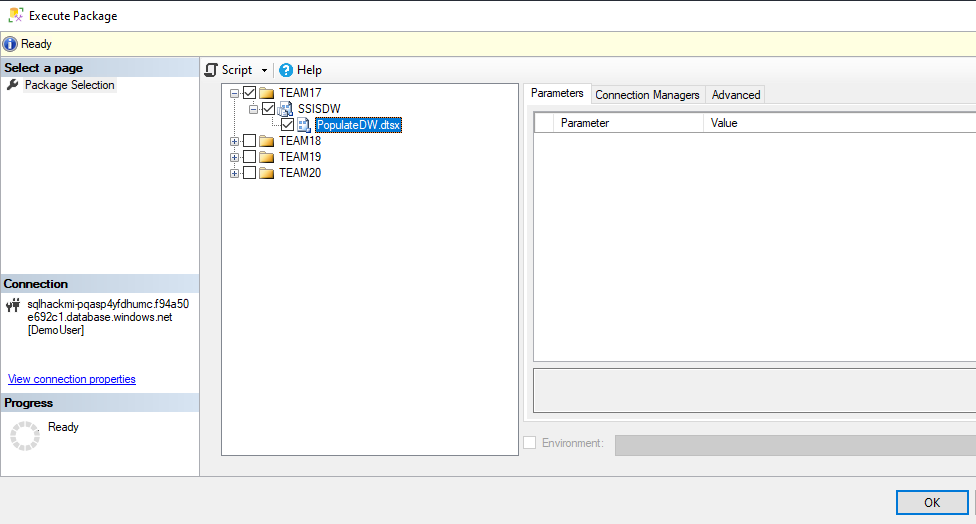 Execute Package
Ready
Select a page
Package Selection
Script
Help
TEAM17
SSISDW
PopulateDW.dtsx
TEAM18
TEAM19
TEAM20
Parameters
Connection Managers
Advanced
Parameter
Value
Connection
sqlhackmi-pqasp4yfdhumc.f94a50
e692c1.database.windows.net
[DemoUser]
View connection properties
Progress
Ready
Environment:
OK